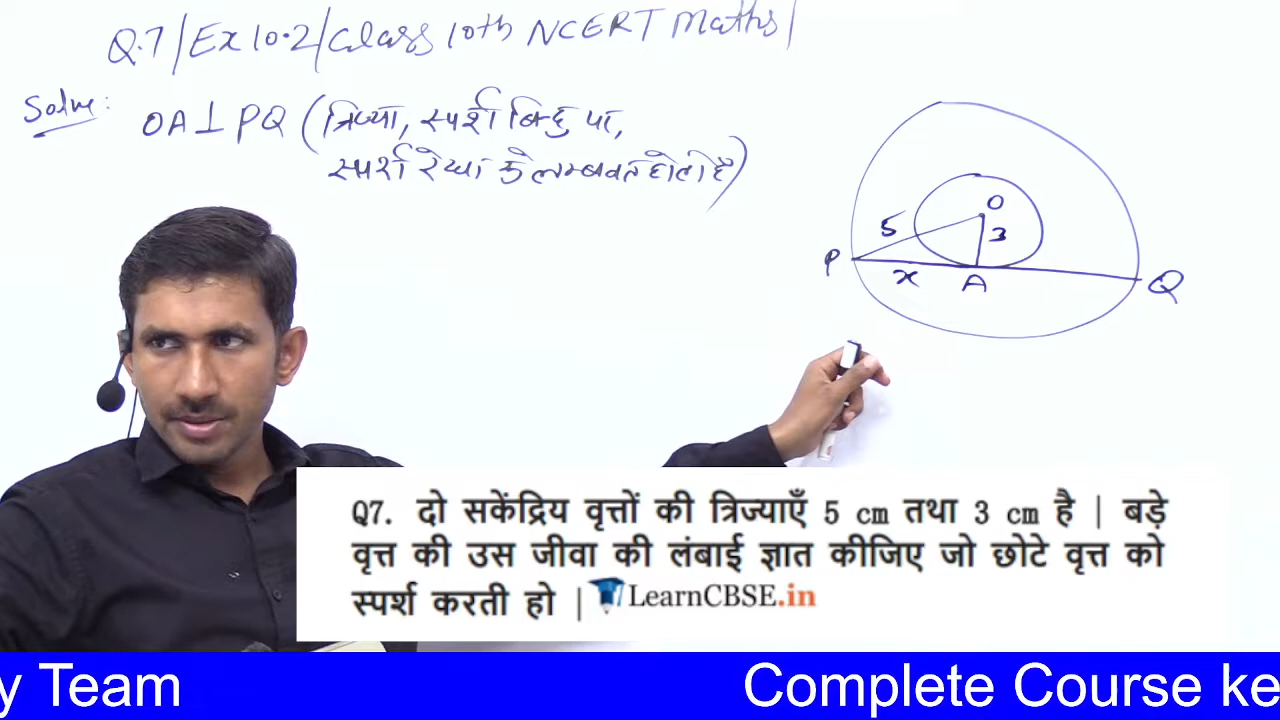 Q.7/Ex 10.2/Class 10th NCERT Maths/
Solve:
OA⊥PQ (त्रिज्या, स्पर्श बिन्दु पर,
स्पर्श रेखा के लम्बवत होती है)
O
5
3
P
x
A
Q
Q7. दो सकेंद्रिय वृत्तों की त्रिज्याएँ 5 cm तथा 3 cm है | बड़े
वृत्त की उस जीवा की लंबाई ज्ञात कीजिए जो छोटे वृत्त को
स्पर्श करती हो | LearnCBSE.in
y Team Complete Course ke